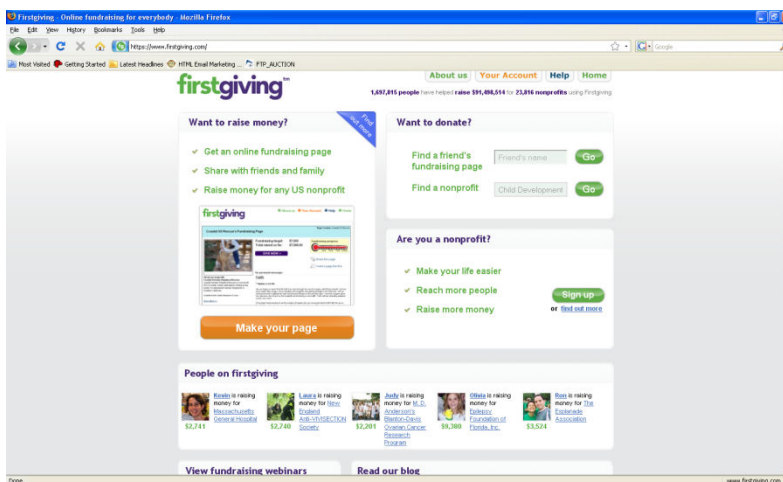 Firstgiving - Online fundraising for everybody - Mozilla Firefox
File Edit View History Bookmarks Tools Help
https://www.firstgiving.com/
Google
Most Visited Getting Started Latest Headlines HTML Email Marketing ... FTP_AUCTION
firstgiving™
About us Your Account Help Home
1,697,815 people have helped raise $91,498,514 for 23,816 nonprofits using Firstgiving
Want to raise money?
Find out more
Get an online fundraising page
Share with friends and family
Raise money for any US nonprofit
firstgiving
Make your page
Want to donate?
Find a friend's
fundraising page
Friend's name
Go
Find a nonprofit
Child Development
Go
Are you a nonprofit?
Make your life easier
Reach more people
Raise more money
Sign up
or find out more
People on firstgiving
Kevin is raising
money for
Massachusetts
General Hospital
$2,741
Laura is raising
money for New
England
Anti-VIVISECTION
Society
$2,740
Judy is raising
money for M. D.
Anderson's
Blanton-Davis
Ovarian Cancer
Research
Program
$2,201
Olivia is raising
money for
Epilepsy
Foundation of
Florida, Inc.
$9,380
Ron is raising
money for The
Esplanade
Association
$3,524
View fundraising webinars
Read our blog
Done
www.firstgiving.com